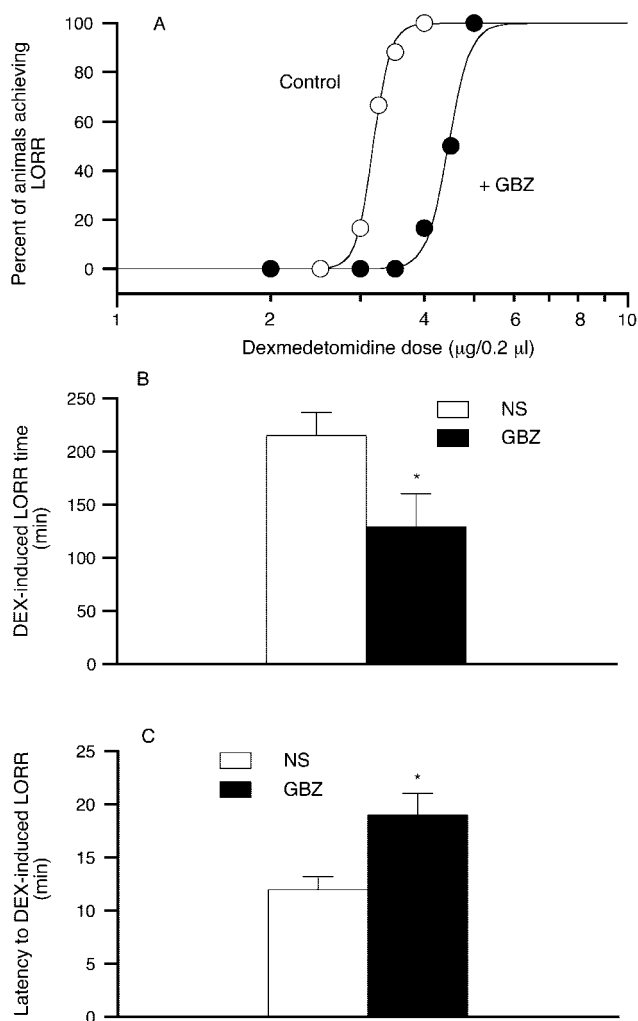 A
Percent of animals achieving
LORR
100
80
60
40
20
0
Control
+ GBZ
1
2
4
6
8
10
Dexmedetomidine dose (μg/0.2 μl)
B
DEX-induced LORR time
(min)
250
200
150
100
50
0
NS
GBZ
*
C
Latency to DEX-induced LORR
(min)
25
20
15
10
5
0
NS
GBZ
*